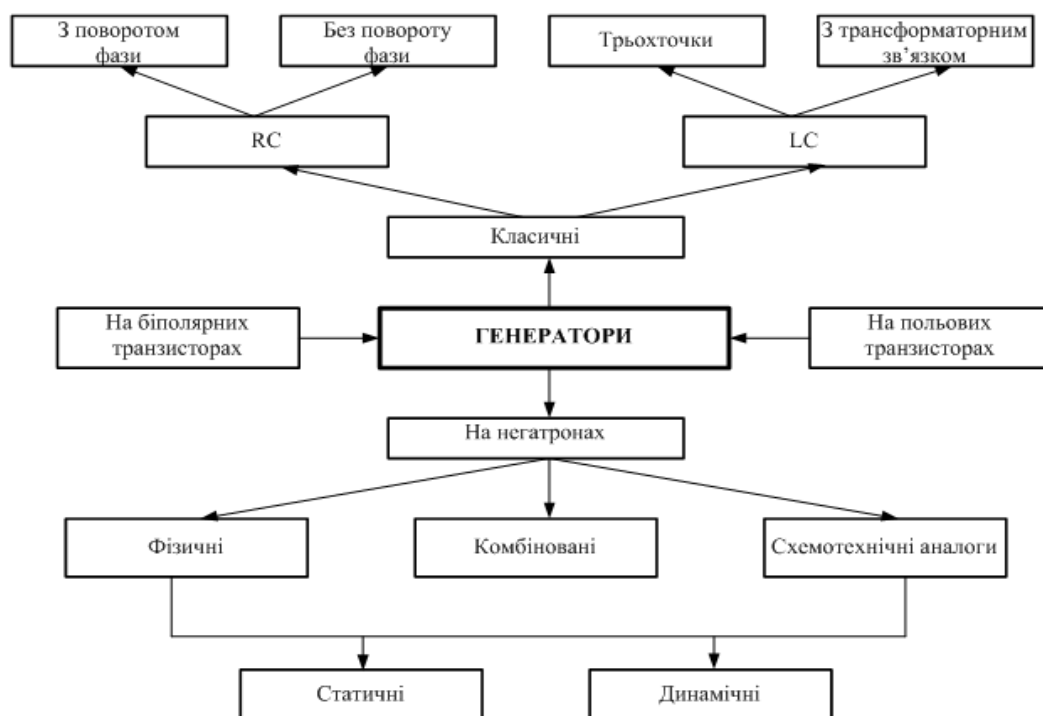 З поворотом
фази
Без повороту
фази
Трьохточки
З трансформаторним
зв’язком
RC
LC
Класичні
На біполярних
транзисторах
ГЕНЕРАТОРИ
На польових
транзисторах
На негатронах
Фізичні
Комбіновані
Схемотехнічні аналоги
Статичні
Динамічні